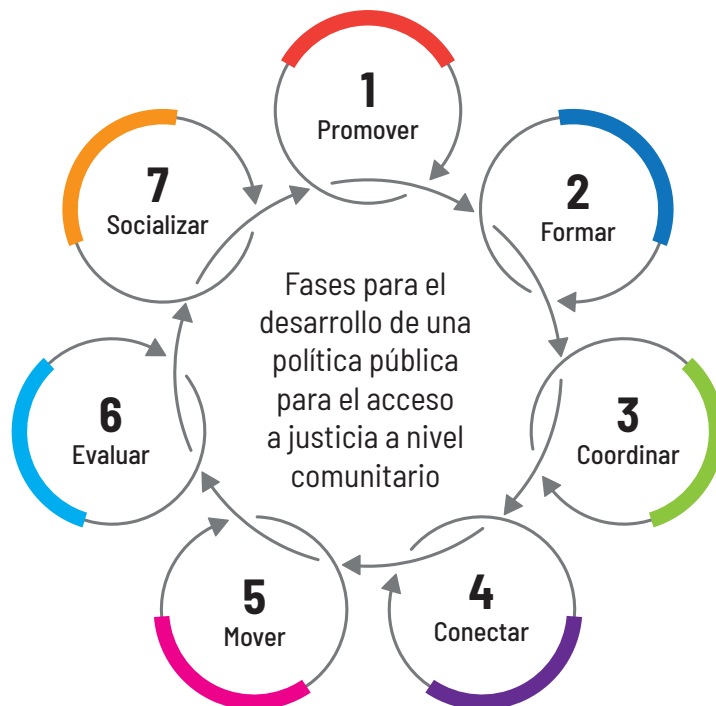 1
Promover
2
Formar
3
Coordinar
4
Conectar
5
Mover
6
Evaluar
7
Socializar
Fases para el
desarrollo de una
política pública
para el acceso
a justicia a nivel
comunitario